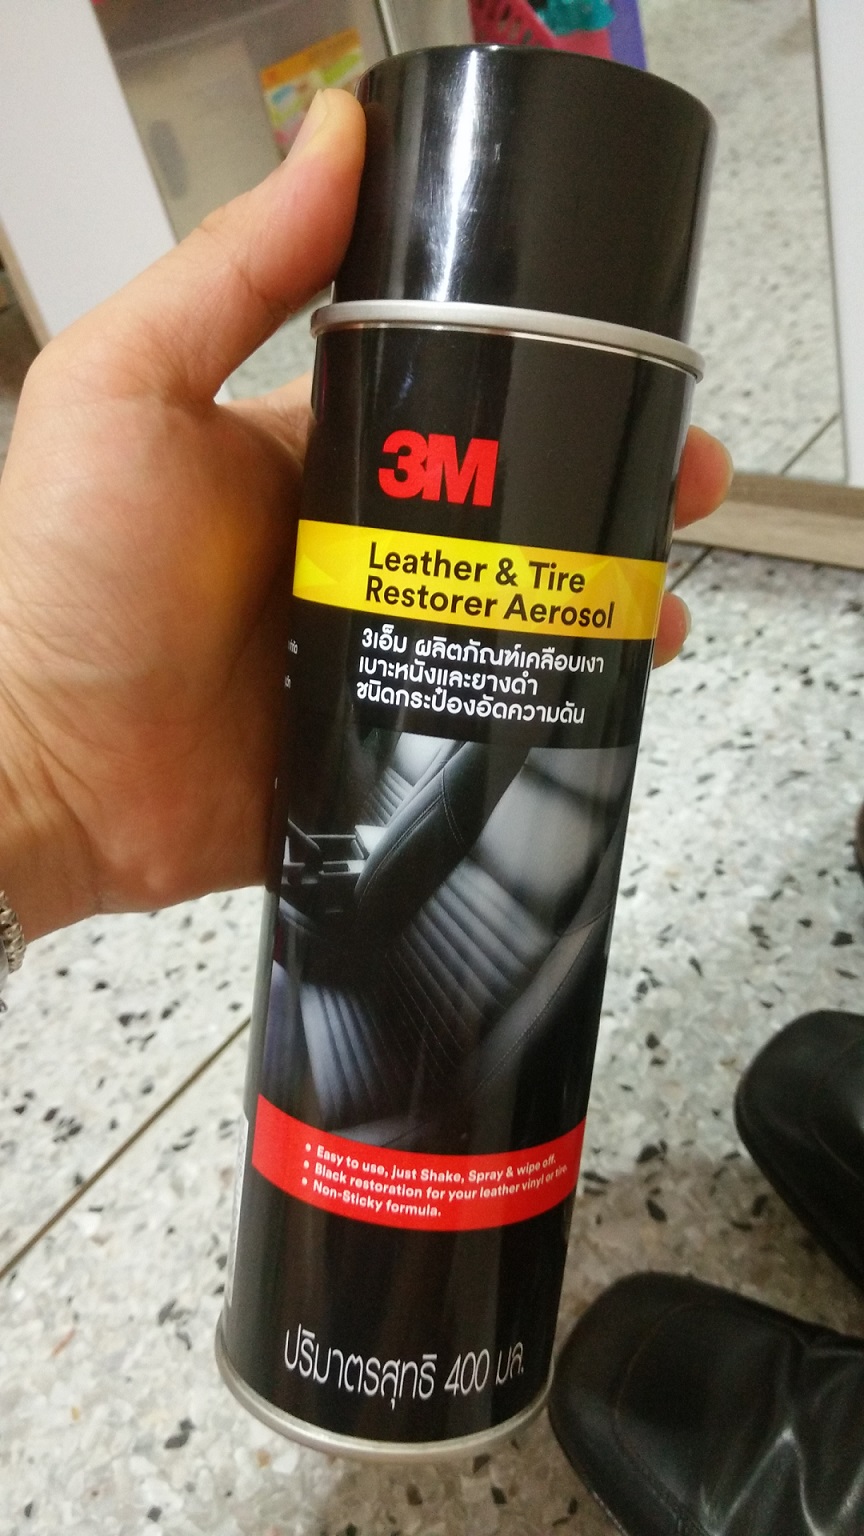 3M
Leather & Tire
Restorer Aerosol
3เอ็ม ผลิตภัณฑ์เคลือบเงา
เบาะหนังและยางดำ
ชนิดกระป๋องอัดความดัน
• Easy to use, just Shake, Spray & wipe off.
• Black restoration for your leather vinyl or tire.
• Non-Sticky formula.
ปริมาตรสุทธิ 400 มล.